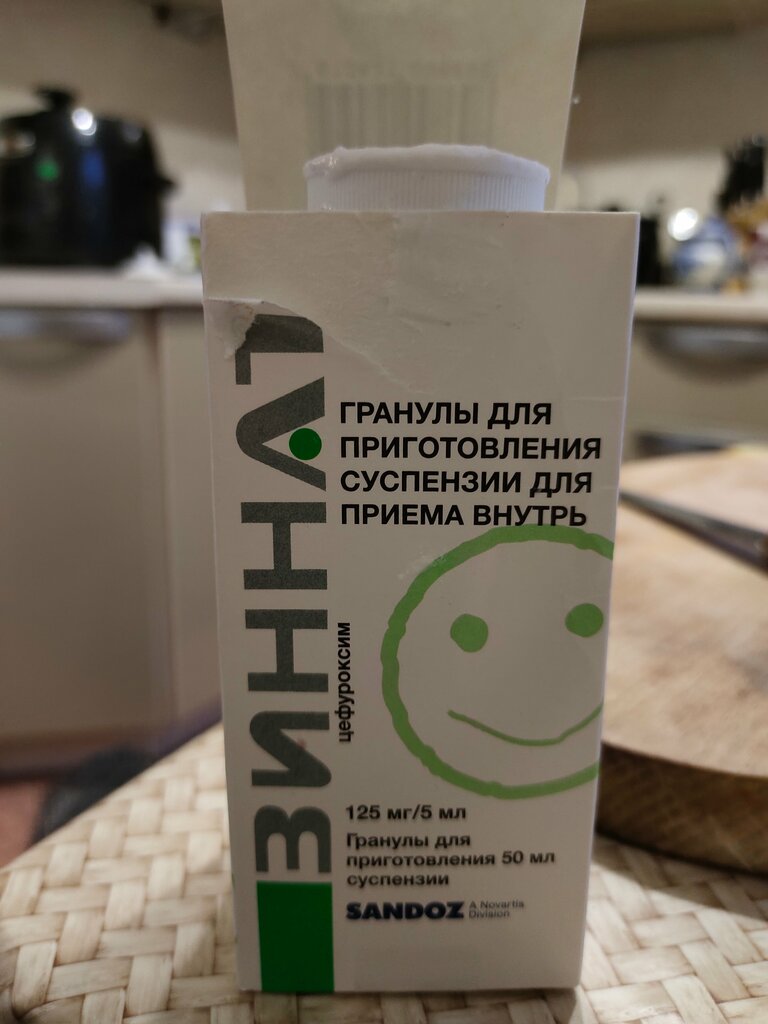 ЗИННАТ
ГРАНУЛЫ ДЛЯ
ПРИГОТОВЛЕНИЯ
СУСПЕНЗИИ ДЛЯ
ПРИЕМА ВНУТРЬ
цефуроксим
125 мг/5 мл
Гранулы для
приготовления 50 мл
суспензии
SANDOZ A Novartis
Division